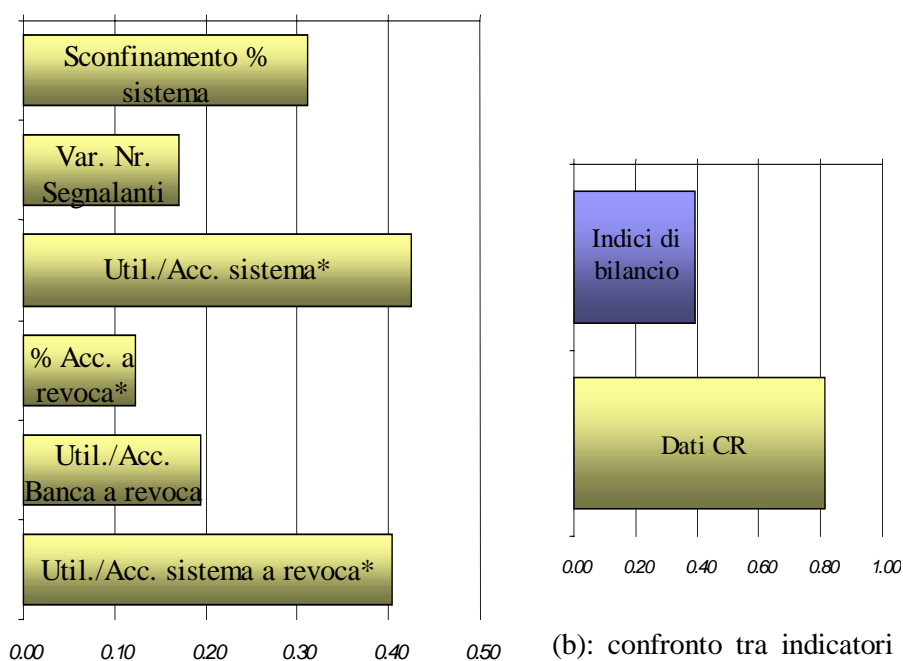 Sconfinamento %
sistema
Var. Nr.
Segnalanti
Util./Acc. sistema*
% Acc. a
revoca*
Util./Acc.
Banca a revoca
Util./Acc. sistema a revoca*
0.00 0.10 0.20 0.30 0.40 0.50
Indici di
bilancio
Dati CR
0.00 0.20 0.40 0.60 0.80 1.00
(b): confronto tra indicatori